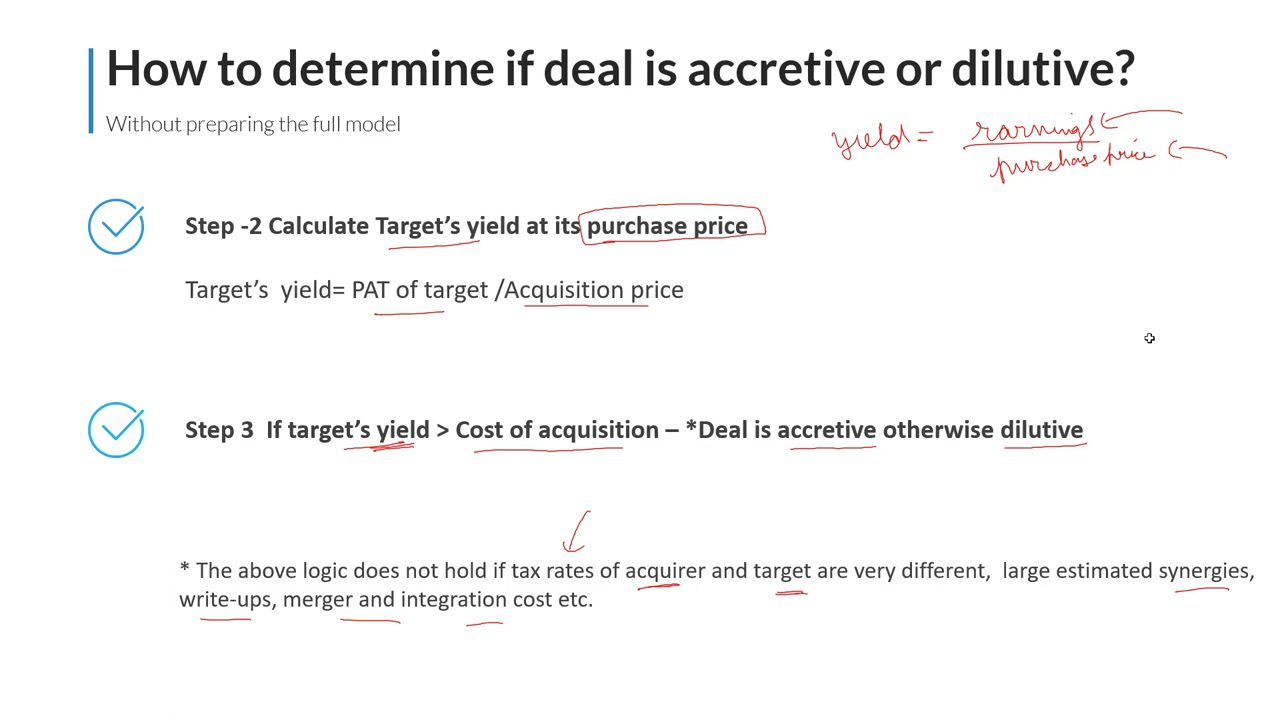 How to determine if deal is accretive or dilutive?
Without preparing the full model
yield = earnings
purchase price
Step -2 Calculate Target's yield at its purchase price
Target's  yield= PAT of target /Acquisition price
Step 3  If target's yield > Cost of acquisition – *Deal is accretive otherwise dilutive
* The above logic does not hold if tax rates of acquirer and target are very different,  large estimated synergies,
write-ups, merger and integration cost etc.